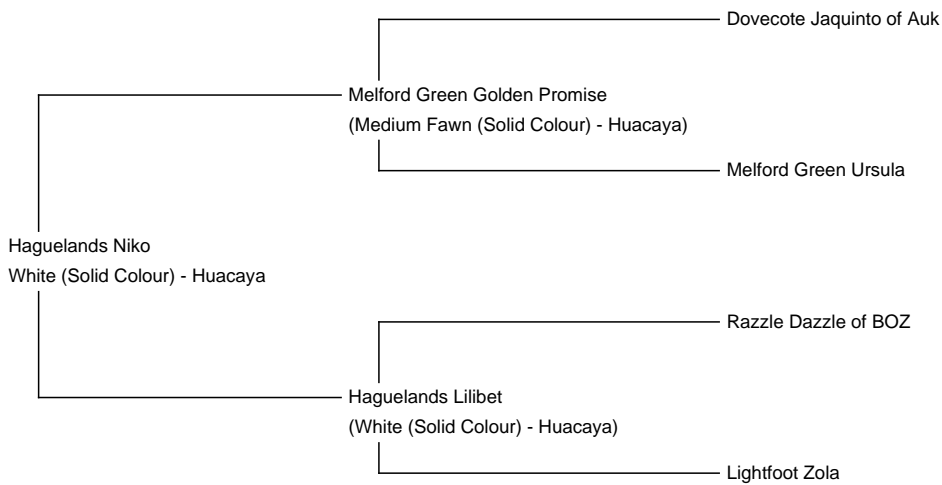 Dovecote Jaquinto of Auk
Melford Green Golden Promise
(Medium Fawn (Solid Colour) - Huacaya)
Melford Green Ursula
Haguelands Niko
White (Solid Colour) - Huacaya
Razzle Dazzle of BOZ
Haguelands Lilibet
(White (Solid Colour) - Huacaya)
Lightfoot Zola